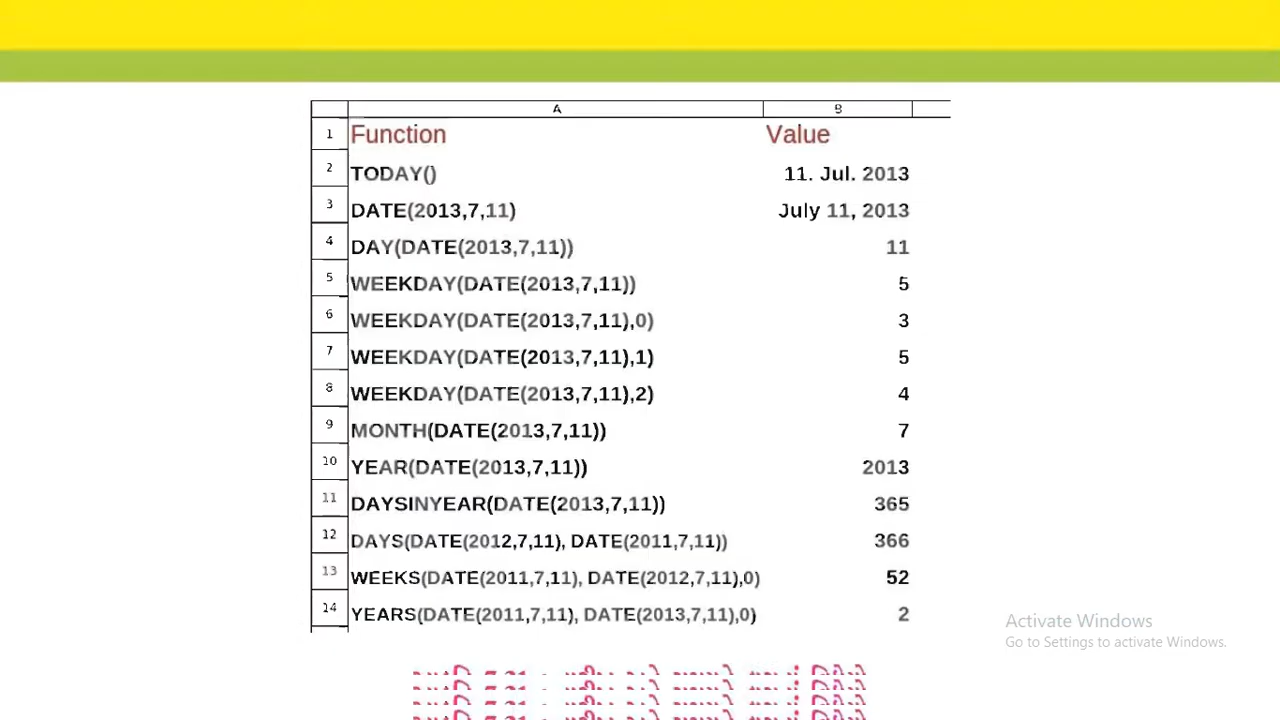 A B
1 Function Value
2 TODAY() 11. Jul. 2013
3 DATE(2013,7,11) July 11, 2013
4 DAY(DATE(2013,7,11)) 11
5 WEEKDAY(DATE(2013,7,11)) 5
6 WEEKDAY(DATE(2013,7,11),0) 3
7 WEEKDAY(DATE(2013,7,11),1) 5
8 WEEKDAY(DATE(2013,7,11),2) 4
9 MONTH(DATE(2013,7,11)) 7
10 YEAR(DATE(2013,7,11)) 2013
11 DAYSINYEAR(DATE(2013,7,11)) 365
12 DAYS(DATE(2012,7,11), DATE(2011,7,11)) 366
13 WEEKS(DATE(2011,7,11), DATE(2012,7,11),0) 52
14 YEARS(DATE(2011,7,11), DATE(2013,7,11),0) 2
Activate Windows
Go to Settings to activate Windows.